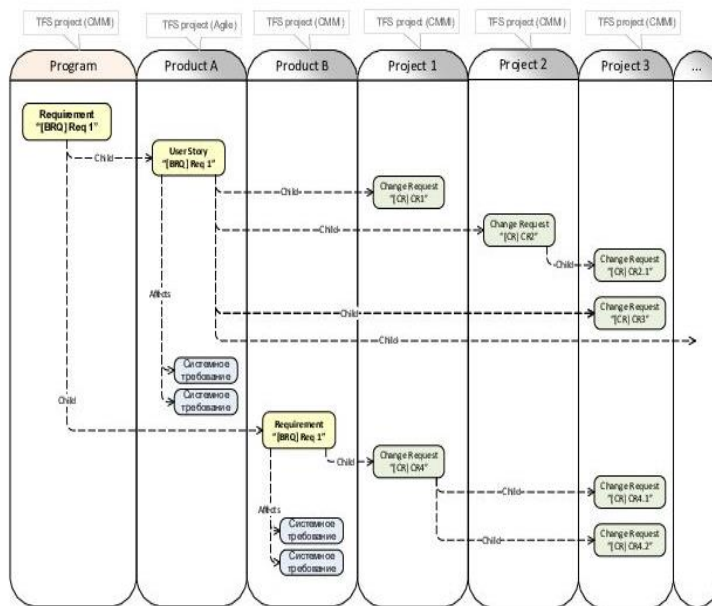 TFS project (CMMI)
TFS project (Agile)
TFS project (CMMI)
TFS project (CMMI)
TFS project (CMMI)
TFS project (CMMI)
Program
Product A
Product B
Project 1
Project 2
Project 3
...
Requirement
"[BRQ] Req 1"
Child
User Story
"[BRQ] Req 1"
Child
Change Request
"[CR] CR1"
Child
Change Request
"[CR] CR2"
Child
Change Request
"[CR] CR2.1"
Affects
Child
Change Request
"[CR] CR3"
Child
Системное
требование
Системное
требование
Child
Requirement
"[BRQ] Req 1"
Child
Change Request
"[CR] CR4"
Affects
Child
Change Request
"[CR] CR4.1"
Системное
требование
Child
Change Request
"[CR] CR4.2"
Системное
требование